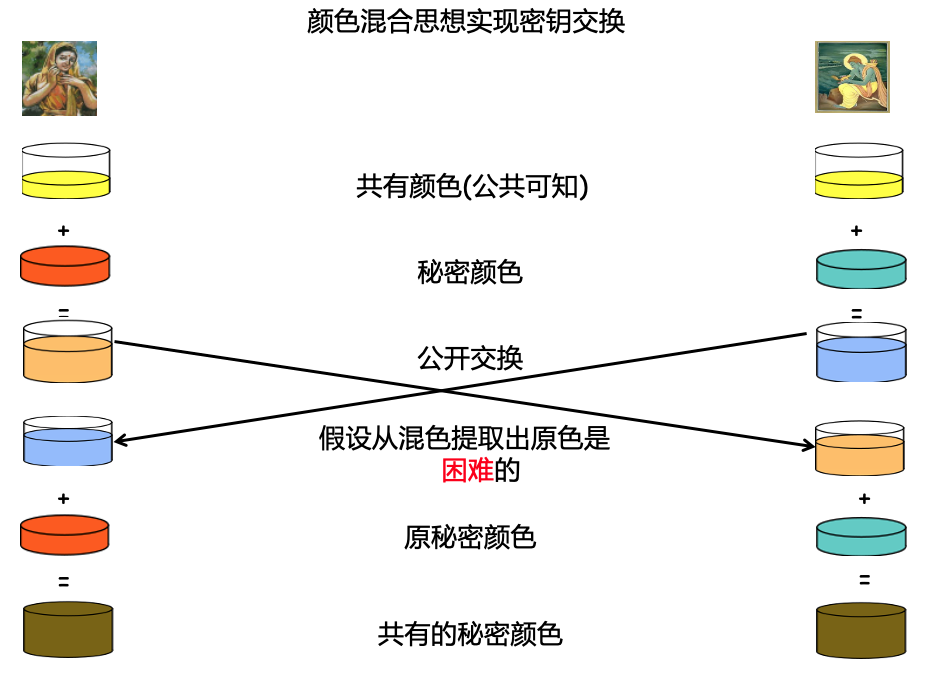 颜色混合思想实现密钥交换
共有颜色(公共可知)
+
+
秘密颜色
=
=
公开交换
假设从混色提取出原色是
困难的
+
+
原秘密颜色
=
=
共有的秘密颜色